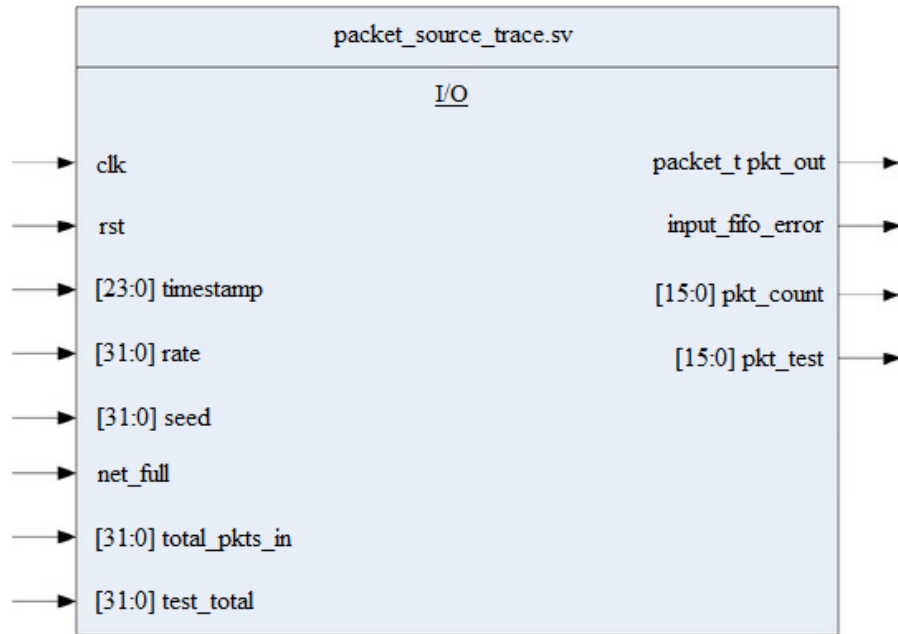 packet_source_trace.sv
I/O
clk
packet_t pkt_out
rst
input_fifo_error
[23:0] timestamp
[15:0] pkt_count
[31:0] rate
[15:0] pkt_test
[31:0] seed
net_full
[31:0] total_pkts_in
[31:0] test_total